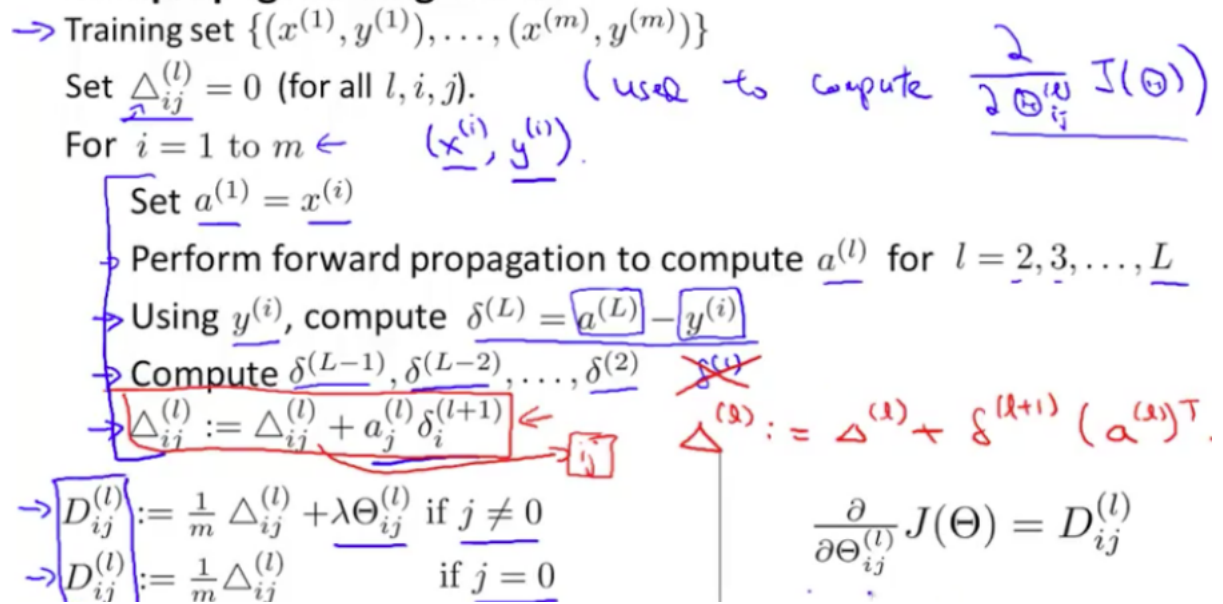 → Training set {(x^(1), y^(1)), ..., (x^(m), y^(m))}
Set △_ij^(l) = 0 (for all l, i, j). (used to compute ∂/∂Θ_ij^(l) J(Θ))
For i = 1 to m ← (x^(i), y^(i)).
Set a^(1) = x^(i)
→ Perform forward propagation to compute a^(l) for l = 2, 3, ..., L
→ Using y^(i), compute δ^(L) = a^(L) − y^(i)
→ Compute δ^(L−1), δ^(L−2), ..., δ^(2) δ^(1)
→ △_ij^(l) := △_ij^(l) + a_j^(l) δ_i^(l+1) ← △^(l) := △^(l) + δ^(l+1) (a^(l))^T.
ij
→ D_ij^(l) := 1/m △_ij^(l) + λΘ_ij^(l) if j ≠ 0
∂/∂Θ_ij^(l) J(Θ) = D_ij^(l)
→ D_ij^(l) := 1/m △_ij^(l) if j = 0